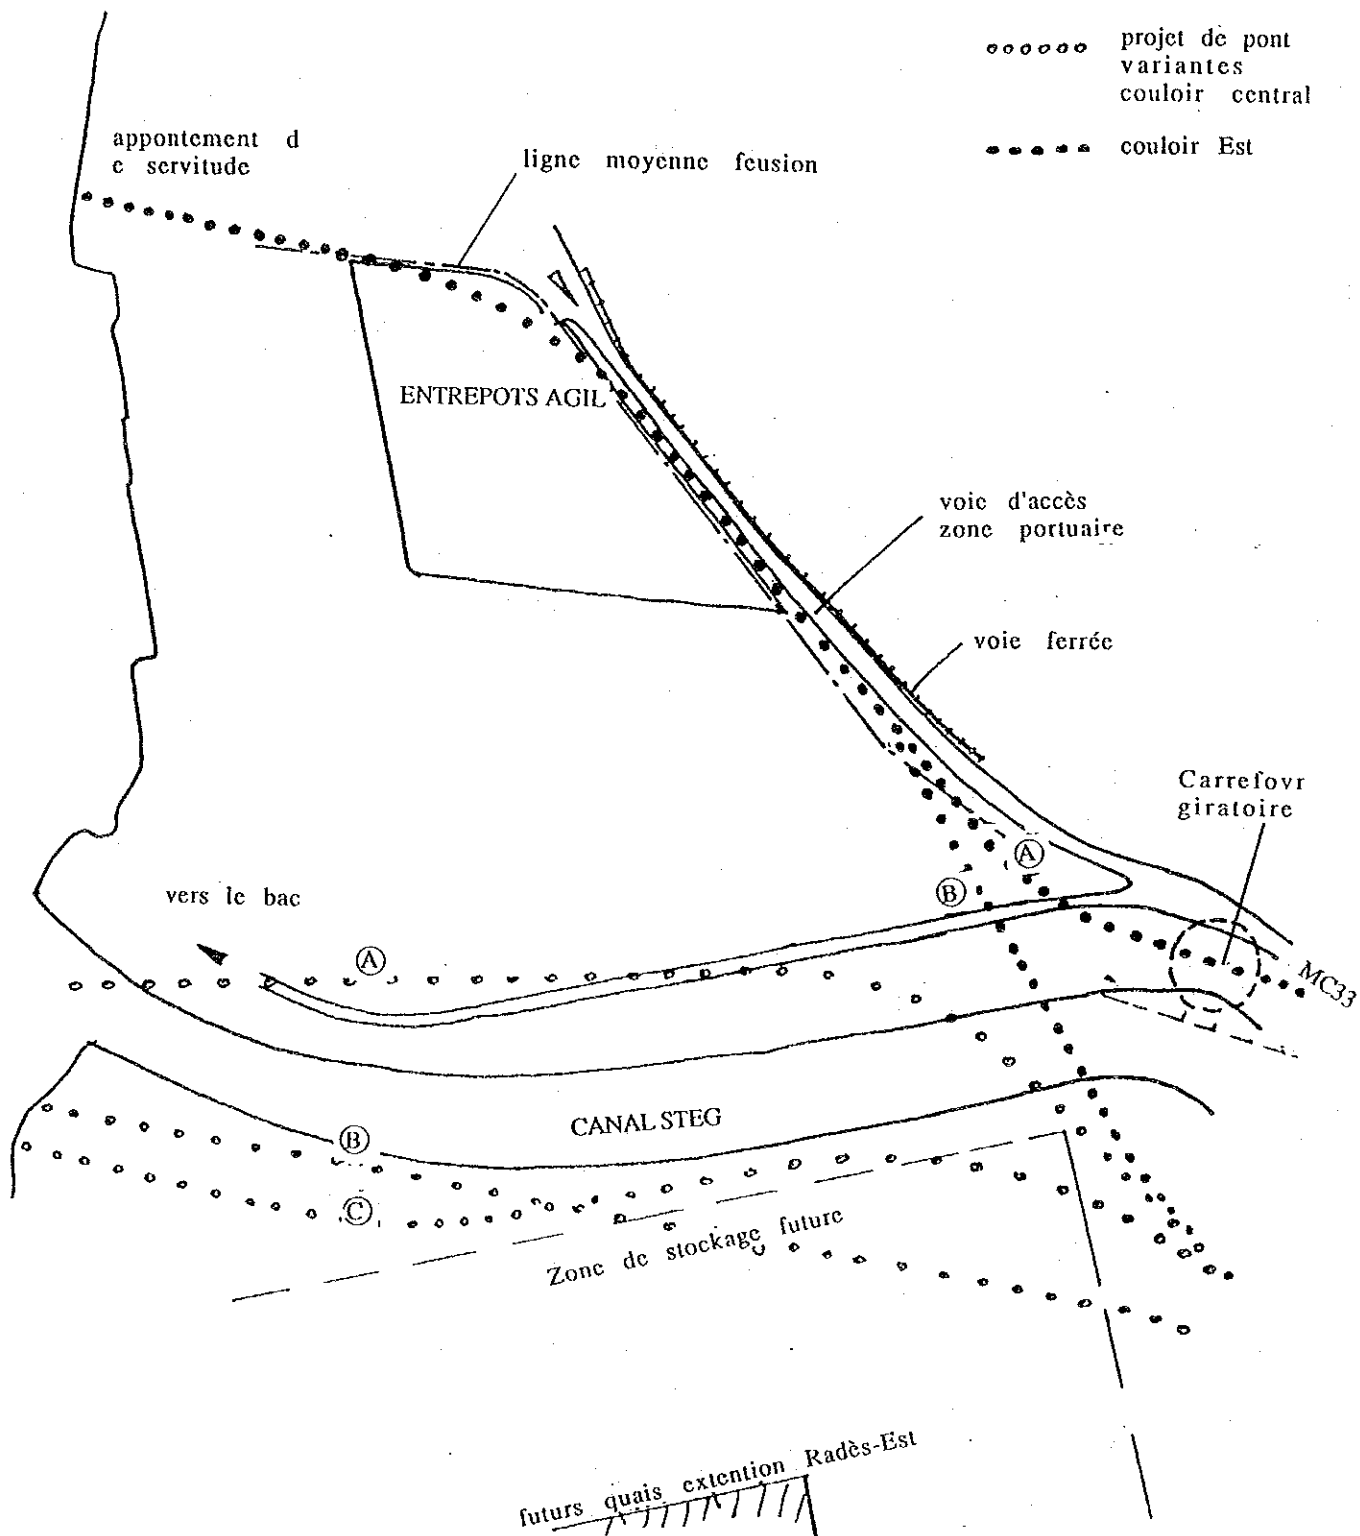 projet de pont
variantes
couloir central
couloir Est
appontement d
e servitude
ligne moyenne feusion
ENTREPOTS AGIL
voie d'accès
zone portuaire
voie ferrée
Carrefovr
giratoire
A
B
vers le bac
A
MC33
CANAL STEG
B
C
Zone de stockage future
futurs quais extention Radès-Est